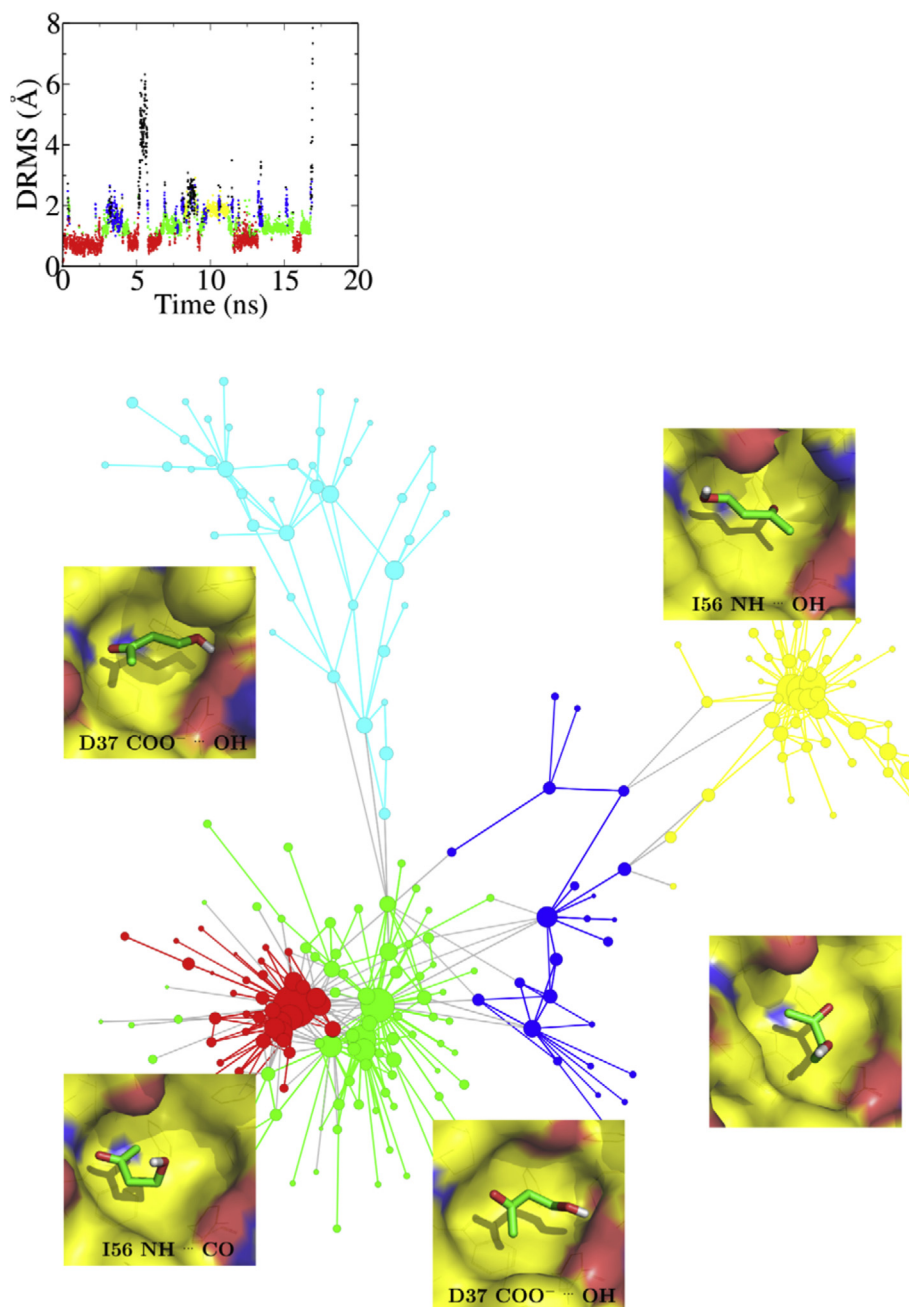 8
6
4
2
0
DRMS (Å)
0 5 10 15 20
Time (ns)
I56 NH ··· OH
D37 COO⁻ ··· OH
I56 NH ··· CO
D37 COO⁻ ··· OH